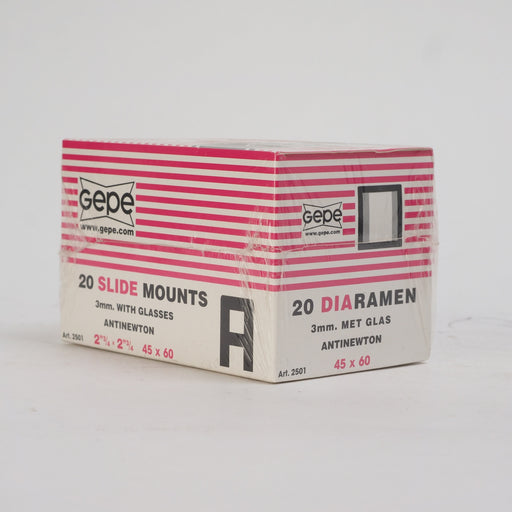 Gepe
www.gepe.com
20 SLIDE MOUNTS
3mm. WITH GLASSES
ANTINEWTON
Art. 2501
45 x 60
A
Gepe
www.gepe.com
20 DIARAMEN
3mm. MET GLAS
ANTINEWTON
Art. 2501
45 x 60